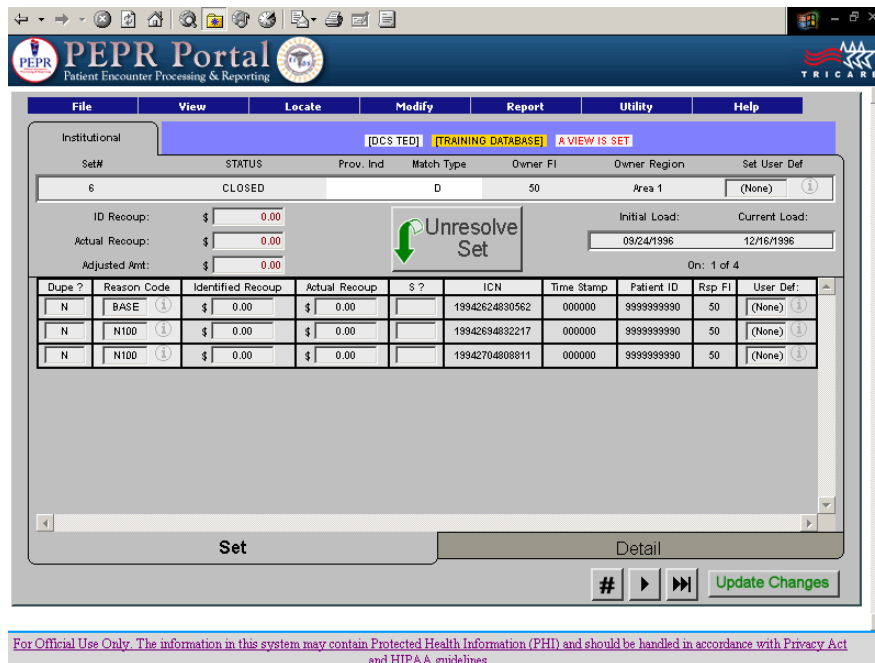 PEPR
PEPR Portal
Patient Encounter Processing & Reporting
TRICARE
File View Locate Modify Report Utility Help
Institutional
[DCS TED] [TRAINING DATABASE] A VIEW IS SET
Set# STATUS Prov. Ind Match Type Owner FI Owner Region Set User Def
6 CLOSED D 50 Area 1 (None) i
ID Recoup: $ 0.00
Actual Recoup: $ 0.00
Adjusted Amt: $ 0.00
Unresolve
Set
Initial Load: Current Load:
09/24/1996 12/16/1996
On: 1 of 4
Dupe ? Reason Code Identified Recoup Actual Recoup S ? ICN Time Stamp Patient ID Rsp FI User Def:
N BASE i $ 0.00 $ 0.00 19942624830562 000000 9999999990 50 (None) i
N N100 i $ 0.00 $ 0.00 19942694832217 000000 9999999990 50 (None) i
N N100 i $ 0.00 $ 0.00 19942704808811 000000 9999999990 50 (None) i
Set Detail
# Update Changes
For Official Use Only. The information in this system may contain Protected Health Information (PHI) and should be handled in accordance with Privacy Act
and HIPAA guidelines